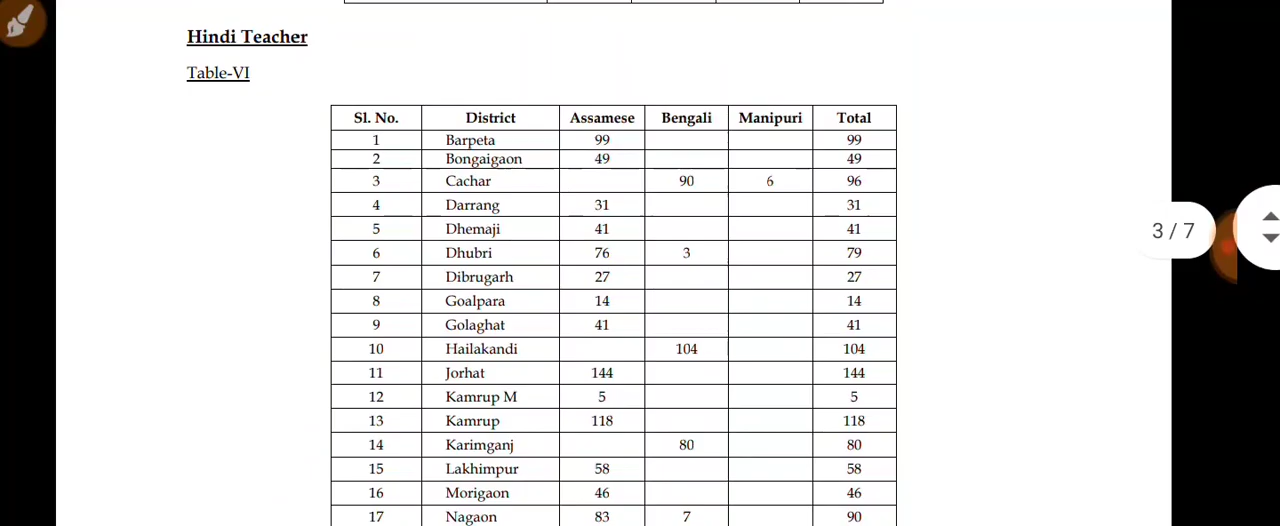 Hindi Teacher
Table-VI
Sl. No. District Assamese Bengali Manipuri Total
1 Barpeta 99 99
2 Bongaigaon 49 49
3 Cachar 90 6 96
4 Darrang 31 31
5 Dhemaji 41 41
6 Dhubri 76 3 79
7 Dibrugarh 27 27
8 Goalpara 14 14
9 Golaghat 41 41
10 Hailakandi 104 104
11 Jorhat 144 144
12 Kamrup M 5 5
13 Kamrup 118 118
14 Karimganj 80 80
15 Lakhimpur 58 58
16 Morigaon 46 46
17 Nagaon 83 7 90
3 / 7